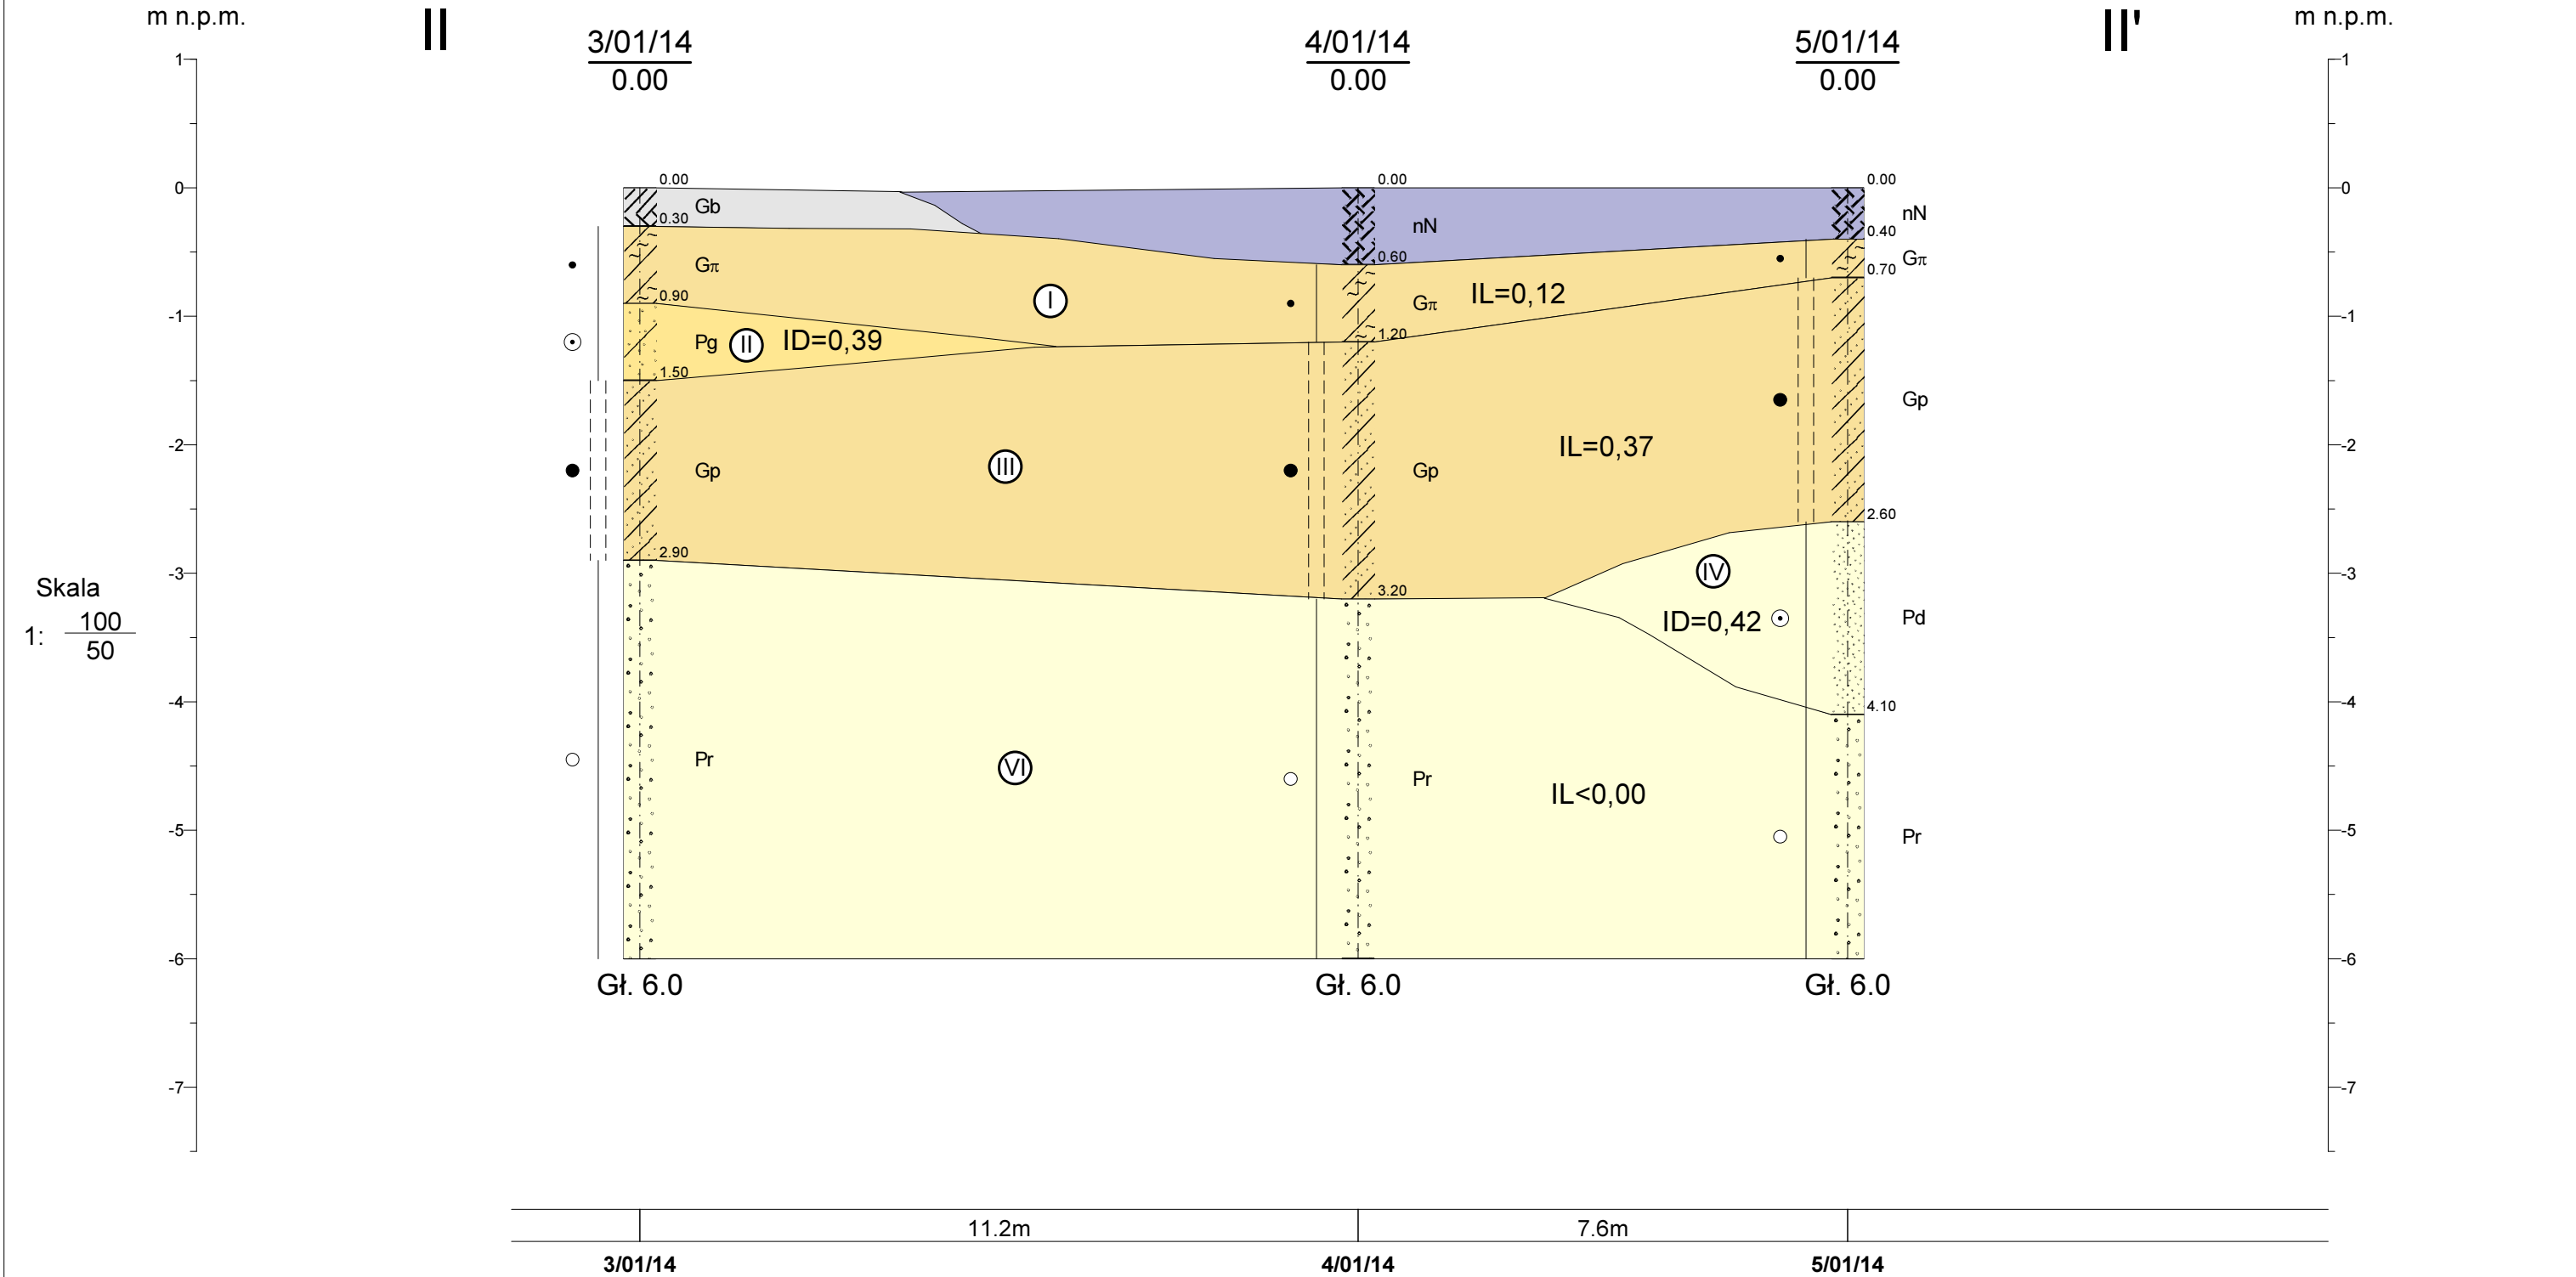 m n.p.m.
II
3/01/14
0.00
4/01/14
0.00
5/01/14
0.00
II'
m n.p.m.
1
0
-1
-2
-3
-4
-5
-6
-7
Skala
1: 100
50
0.00
Gb
0.30
Gπ
0.90
Pg
II
ID=0,39
1.50
Gp
2.90
Pr
Gł. 6.0
I
III
VI
0.00
nN
0.60
Gπ
IL=0,12
1.20
IL=0,37
Gp
3.20
Pr
IL<0,00
Gł. 6.0
IV
ID=0,42
0.00
nN
0.40
Gπ
0.70
Gp
2.60
Pd
4.10
Pr
Gł. 6.0
1
0
-1
-2
-3
-4
-5
-6
-7
11.2m
7.6m
3/01/14
4/01/14
5/01/14